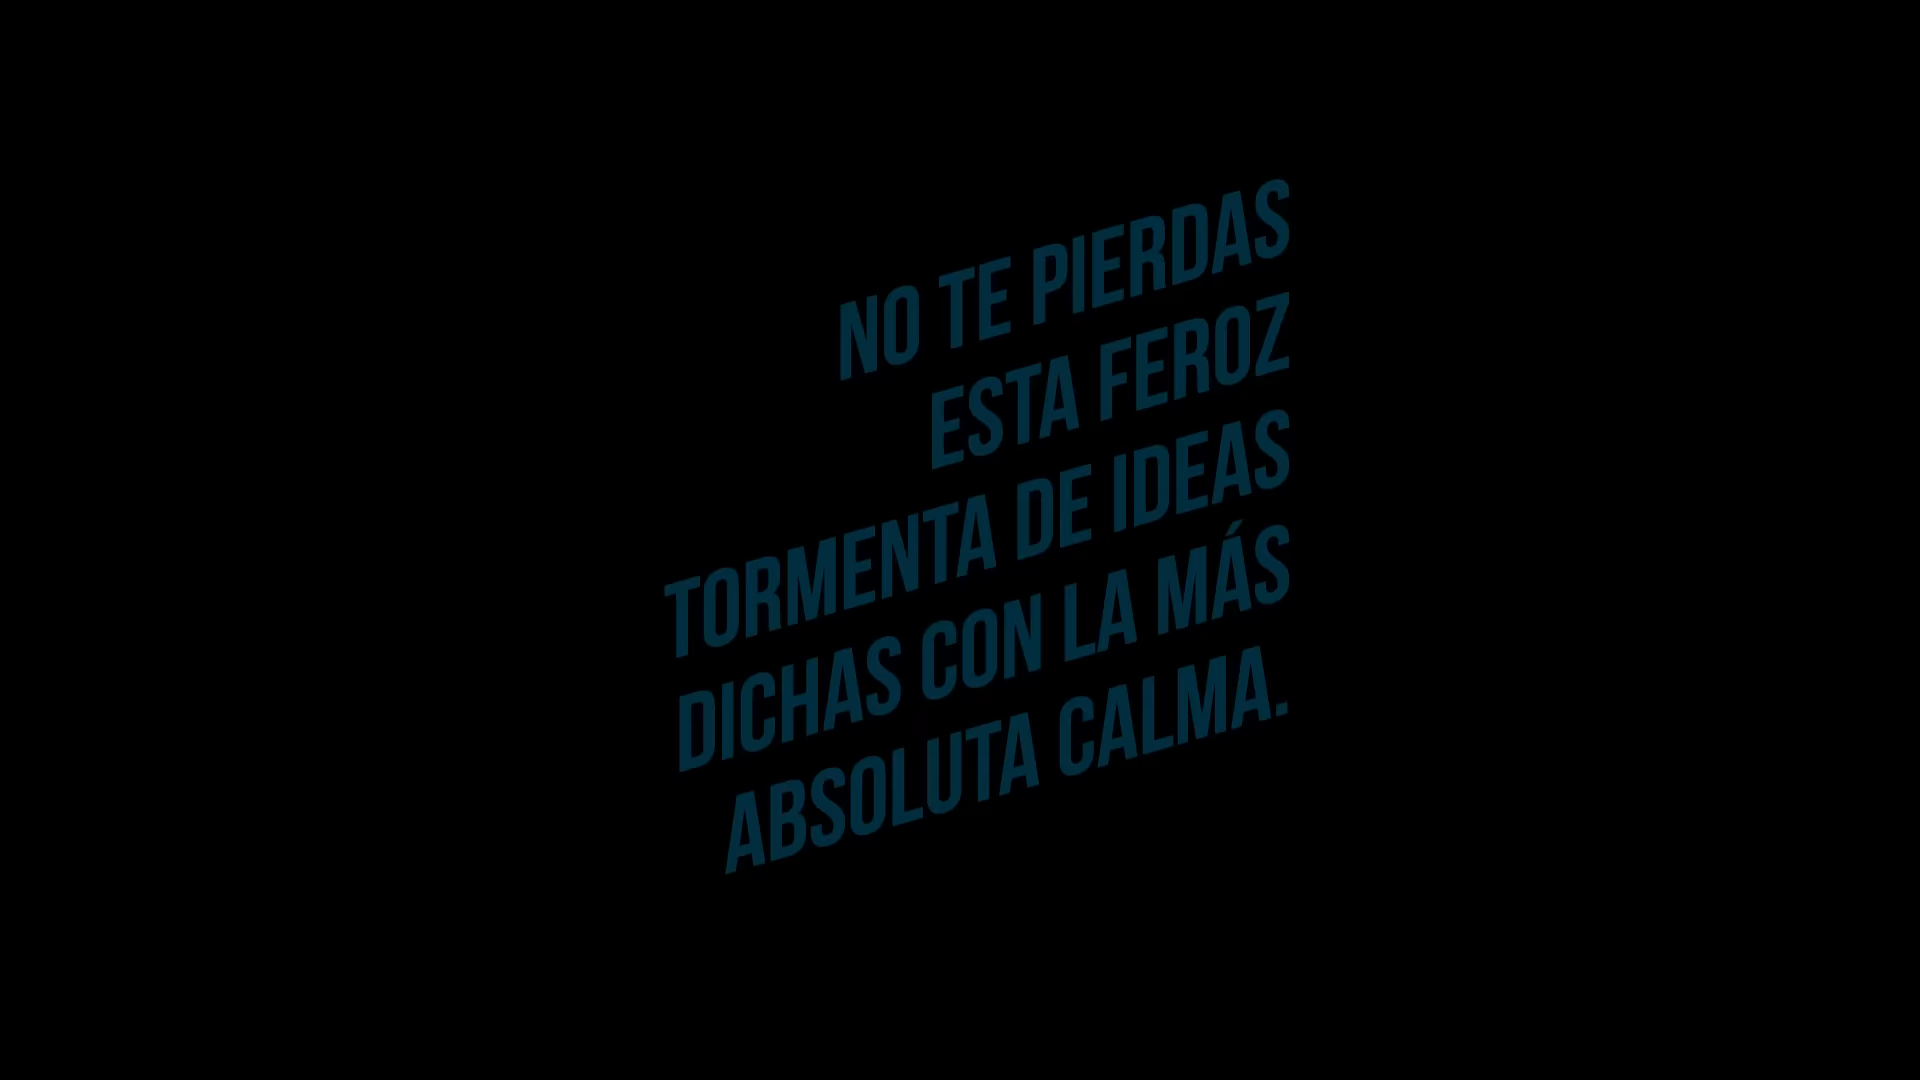 NO TE PIERDAS
ESTA FEROZ
TORMENTA DE IDEAS
DICHAS CON LA MÁS
ABSOLUTA CALMA.